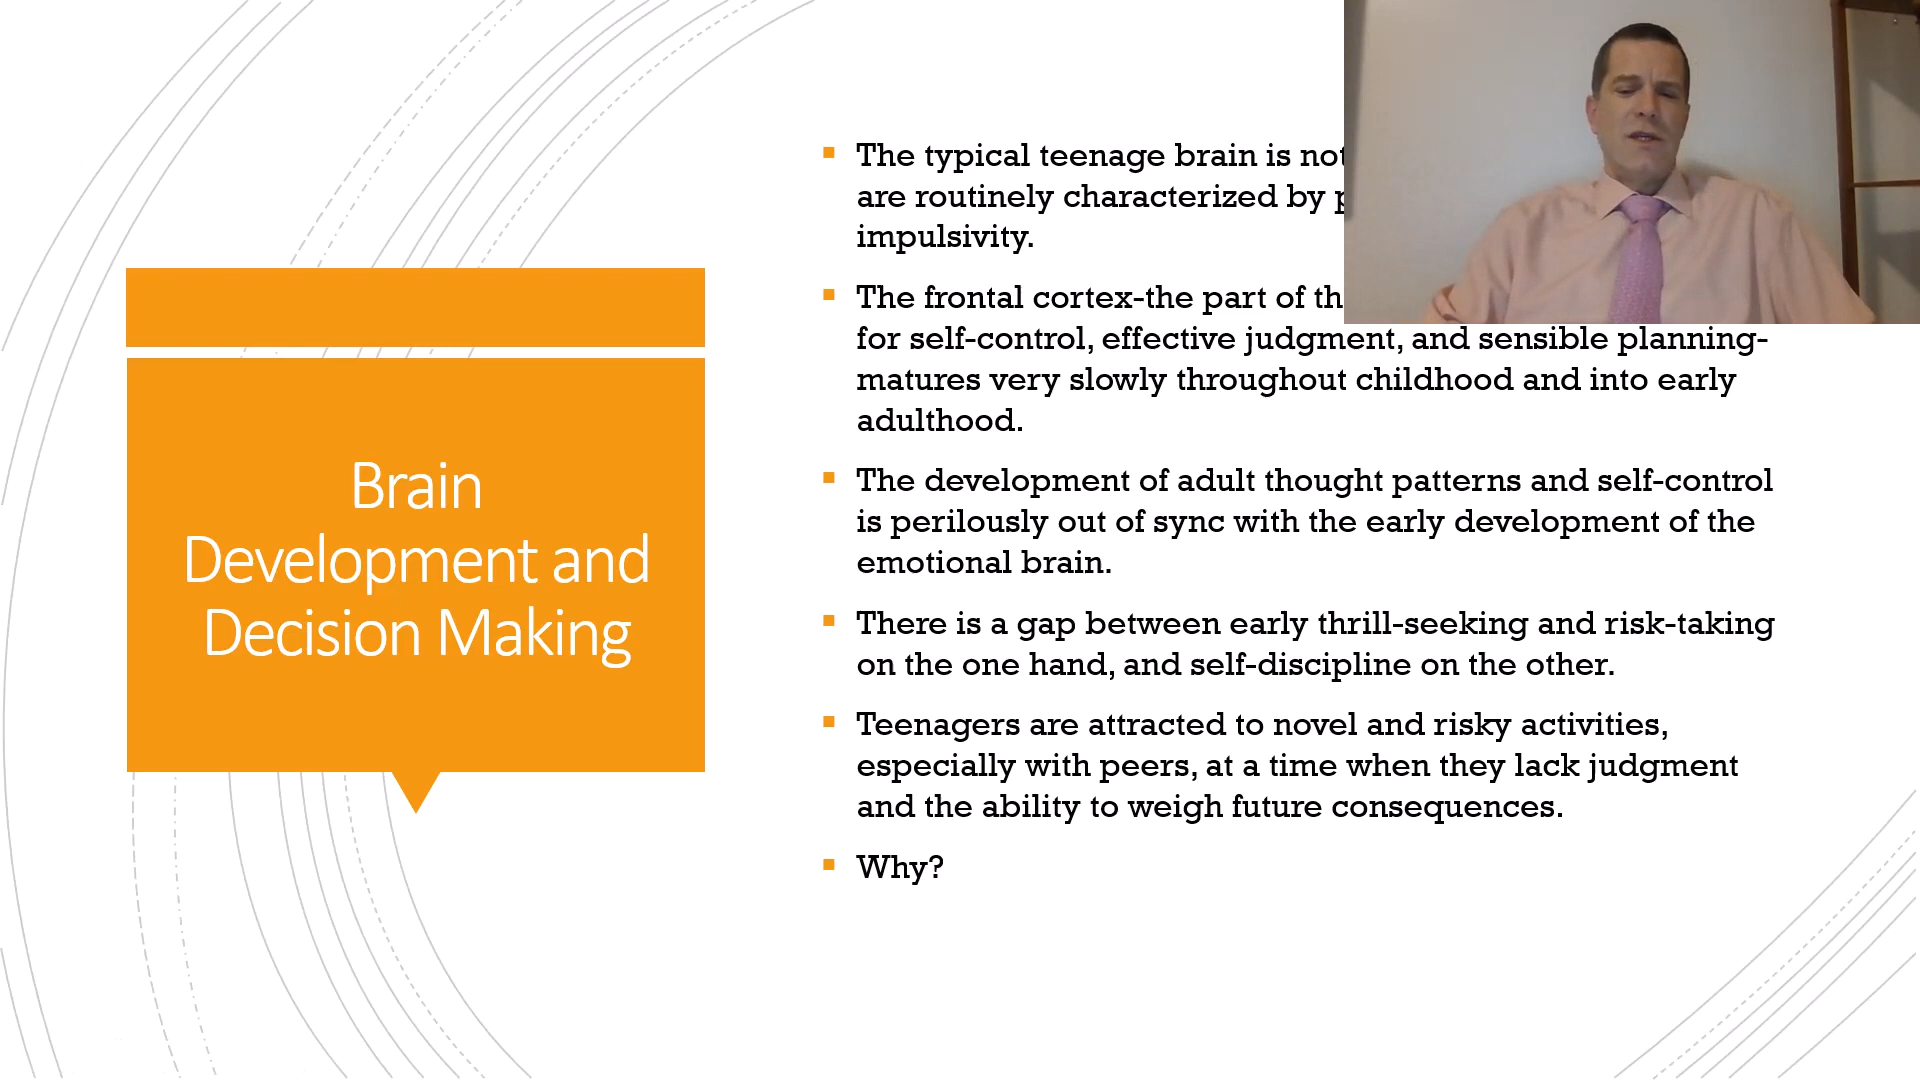 Brain
Development and
Decision Making
The typical teenage brain is not
are routinely characterized by
impulsivity.
The frontal cortex-the part of
for self-control, effective judgment, and sensible planning-
matures very slowly throughout childhood and into early
adulthood.
The development of adult thought patterns and self-control
is perilously out of sync with the early development of the
emotional brain.
There is a gap between early thrill-seeking and risk-taking
on the one hand, and self-discipline on the other.
Teenagers are attracted to novel and risky activities,
especially with peers, at a time when they lack judgment
and the ability to weigh future consequences.
Why?